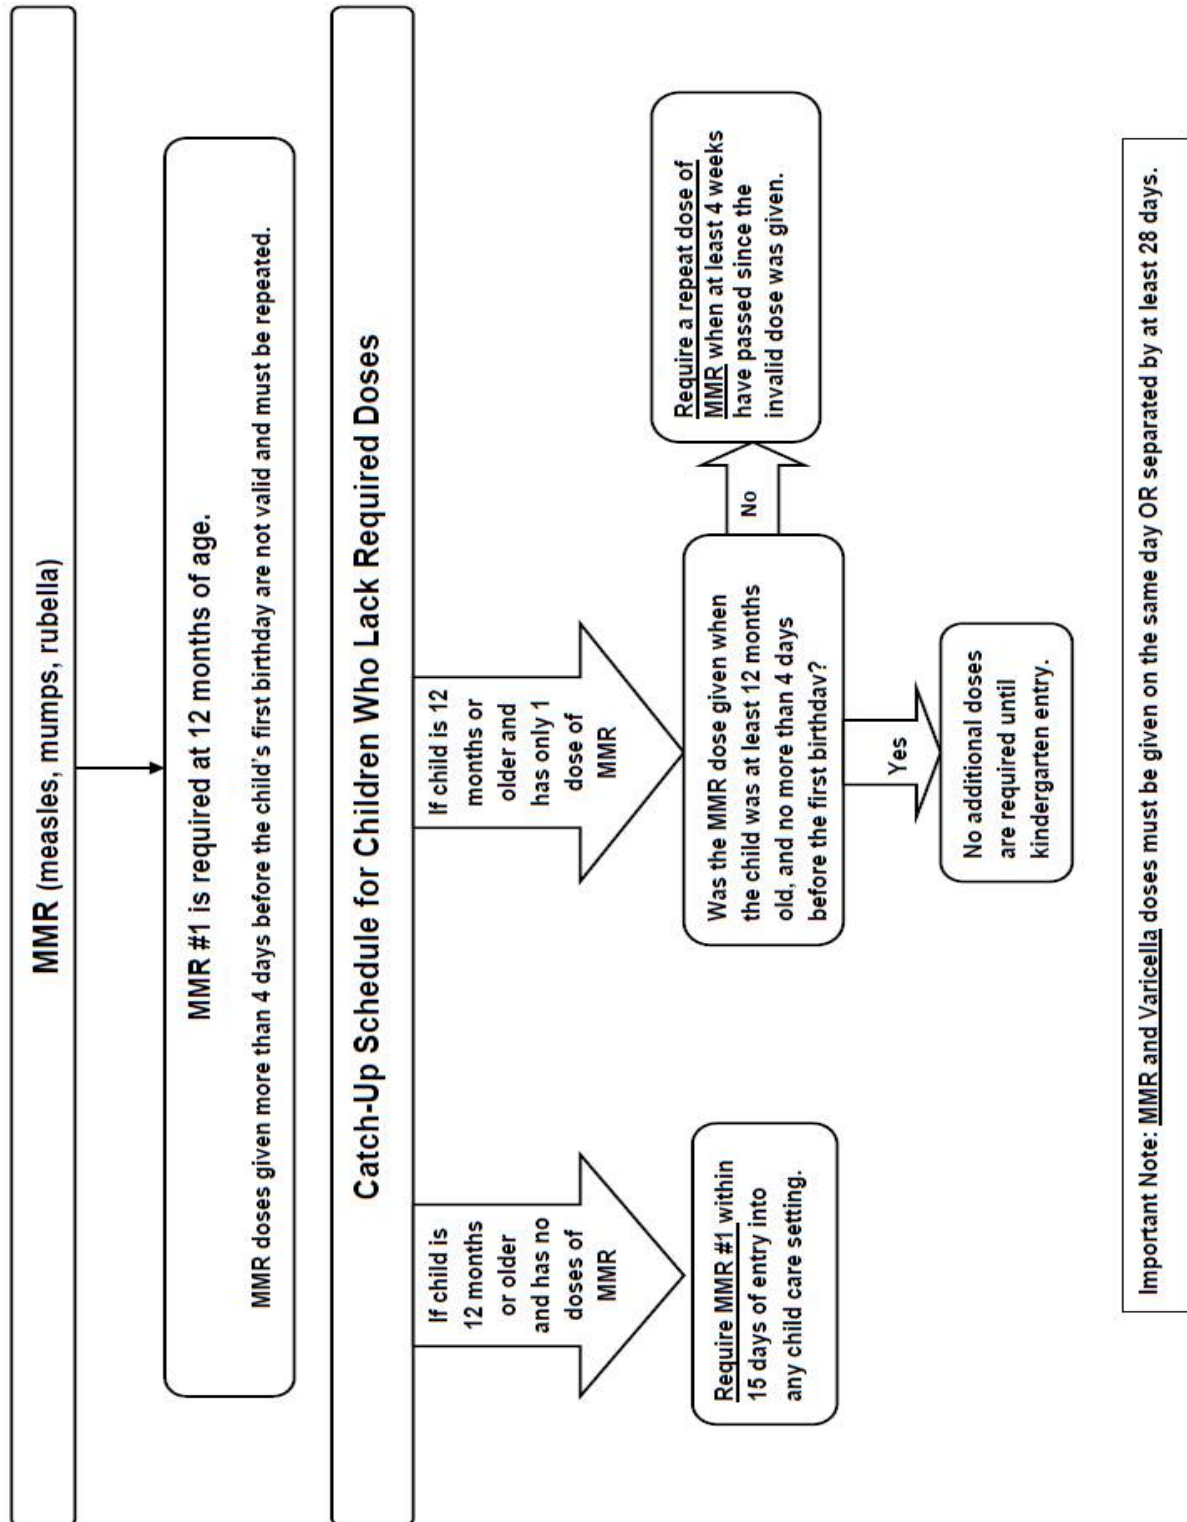 MMR (measles, mumps, rubella)
MMR #1 is required at 12 months of age.
MMR doses given more than 4 days before the child's first birthday are not valid and must be repeated.
Catch-Up Schedule for Children Who Lack Required Doses
If child is
12 months
or older
and has no
doses of
MMR
Require MMR #1 within
15 days of entry into
any child care setting.
If child is 12
months or
older and
has only 1
dose of
MMR
Was the MMR dose given when
the child was at least 12 months
old, and no more than 4 days
before the first birthday?
No
Require a repeat dose of
MMR when at least 4 weeks
have passed since the
invalid dose was given.
Yes
No additional doses
are required until
kindergarten entry.
Important Note: MMR and Varicella doses must be given on the same day OR separated by at least 28 days.